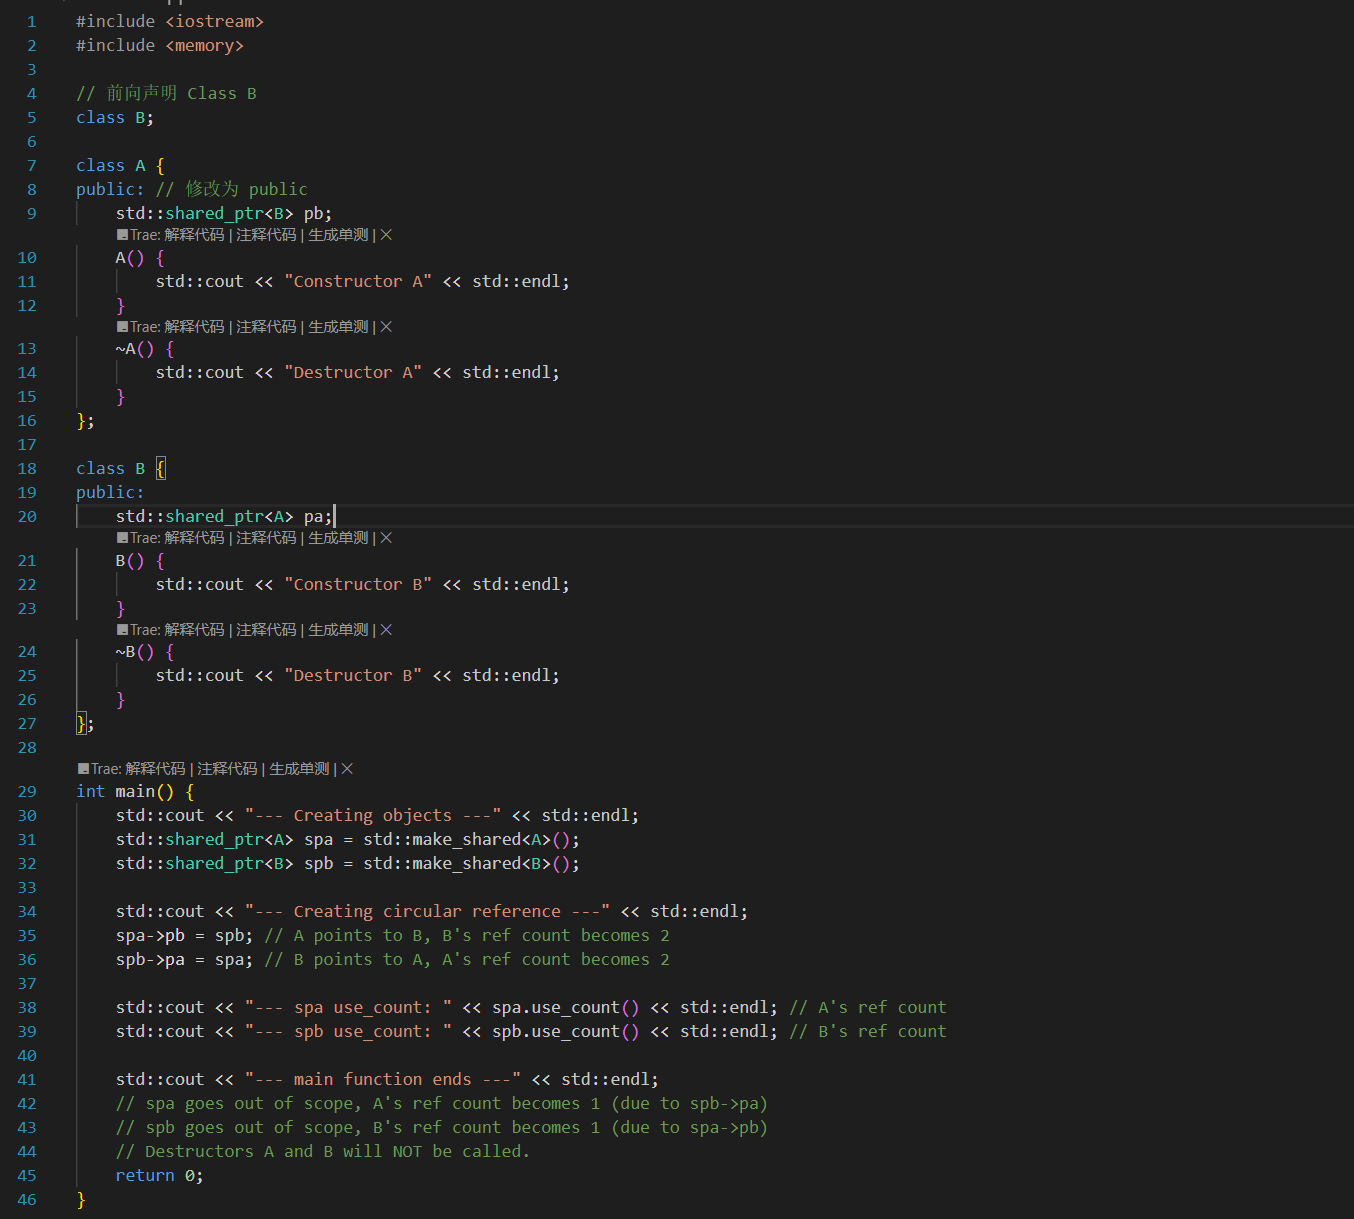 1 #include <iostream>
2 #include <memory>
3
4 // 前向声明 Class B
5 class B;
6
7 class A {
8 public: // 修改为 public
9 std::shared_ptr<B> pb;
Trae: 解释代码 | 注释代码 | 生成单测 | ×
10 A() {
11 std::cout << "Constructor A" << std::endl;
12 }
Trae: 解释代码 | 注释代码 | 生成单测 | ×
13 ~A() {
14 std::cout << "Destructor A" << std::endl;
15 }
16 };
17
18 class B {
19 public:
20 std::shared_ptr<A> pa;
Trae: 解释代码 | 注释代码 | 生成单测 | ×
21 B() {
22 std::cout << "Constructor B" << std::endl;
23 }
Trae: 解释代码 | 注释代码 | 生成单测 | ×
24 ~B() {
25 std::cout << "Destructor B" << std::endl;
26 }
27 };
28
Trae: 解释代码 | 注释代码 | 生成单测 | ×
29 int main() {
30 std::cout << "--- Creating objects ---" << std::endl;
31 std::shared_ptr<A> spa = std::make_shared<A>();
32 std::shared_ptr<B> spb = std::make_shared<B>();
33
34 std::cout << "--- Creating circular reference ---" << std::endl;
35 spa->pb = spb; // A points to B, B's ref count becomes 2
36 spb->pa = spa; // B points to A, A's ref count becomes 2
37
38 std::cout << "--- spa use_count: " << spa.use_count() << std::endl; // A's ref count
39 std::cout << "--- spb use_count: " << spb.use_count() << std::endl; // B's ref count
40
41 std::cout << "--- main function ends ---" << std::endl;
42 // spa goes out of scope, A's ref count becomes 1 (due to spb->pa)
43 // spb goes out of scope, B's ref count becomes 1 (due to spa->pb)
44 // Destructors A and B will NOT be called.
45 return 0;
46 }